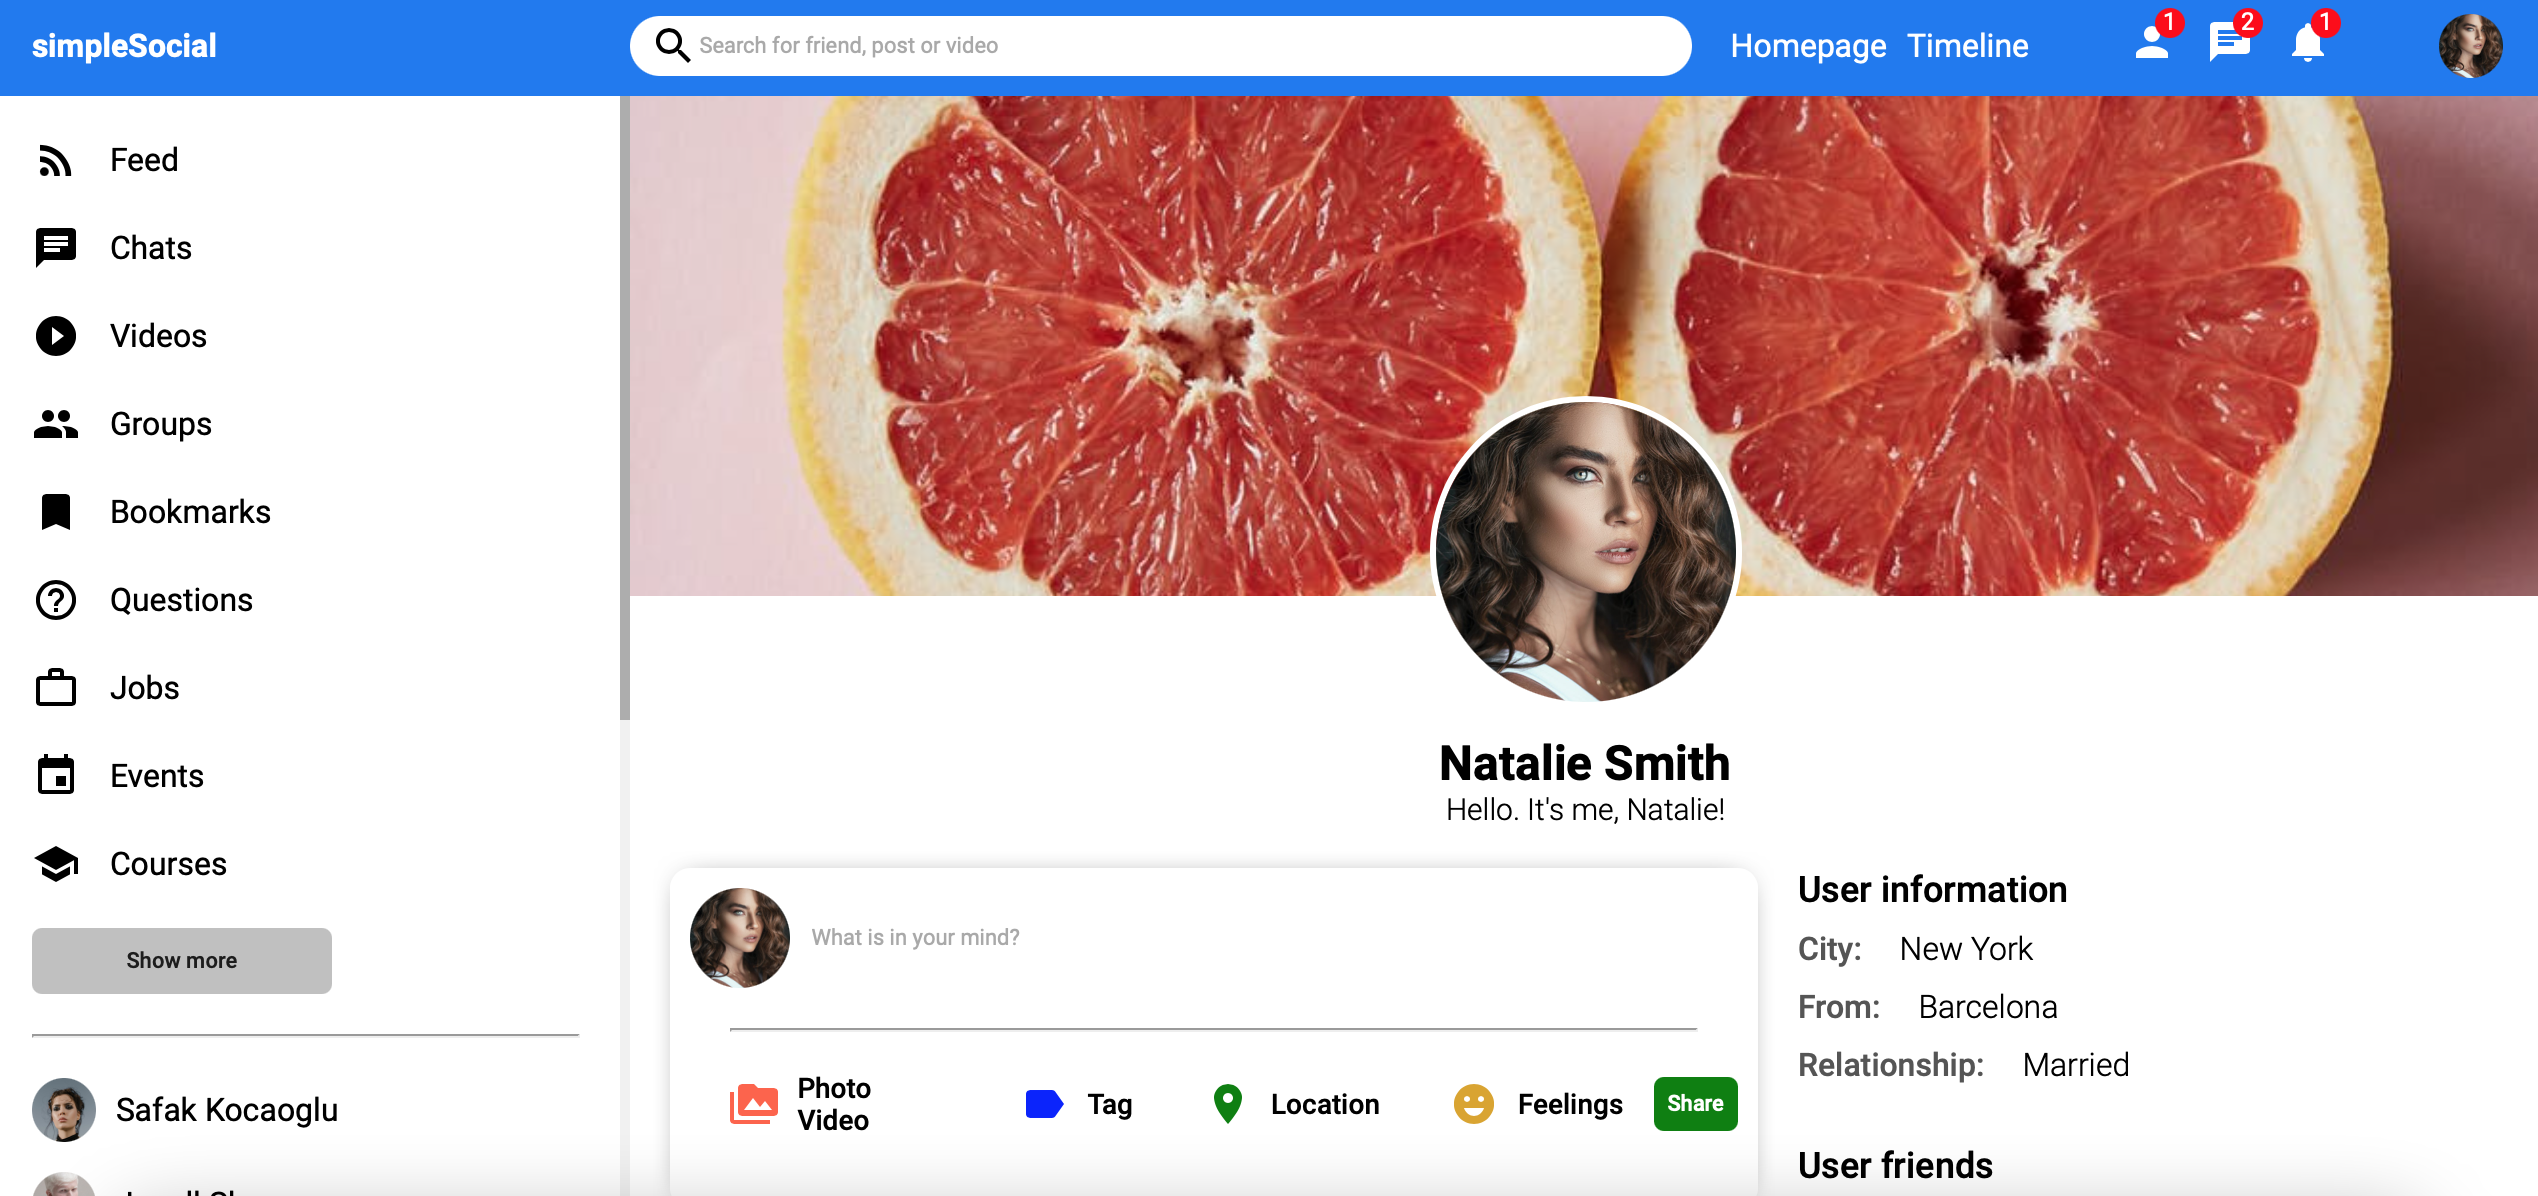 simpleSocial
Search for friend, post or video
Homepage Timeline
1
2
1
Feed
Chats
Videos
Groups
Bookmarks
Questions
Jobs
Events
Courses
Show more
Safak Kocaoglu
Natalie Smith
Hello. It's me, Natalie!
What is in your mind?
Photo
Video
Tag
Location
Feelings
Share
User information
City: New York
From: Barcelona
Relationship: Married
User friends